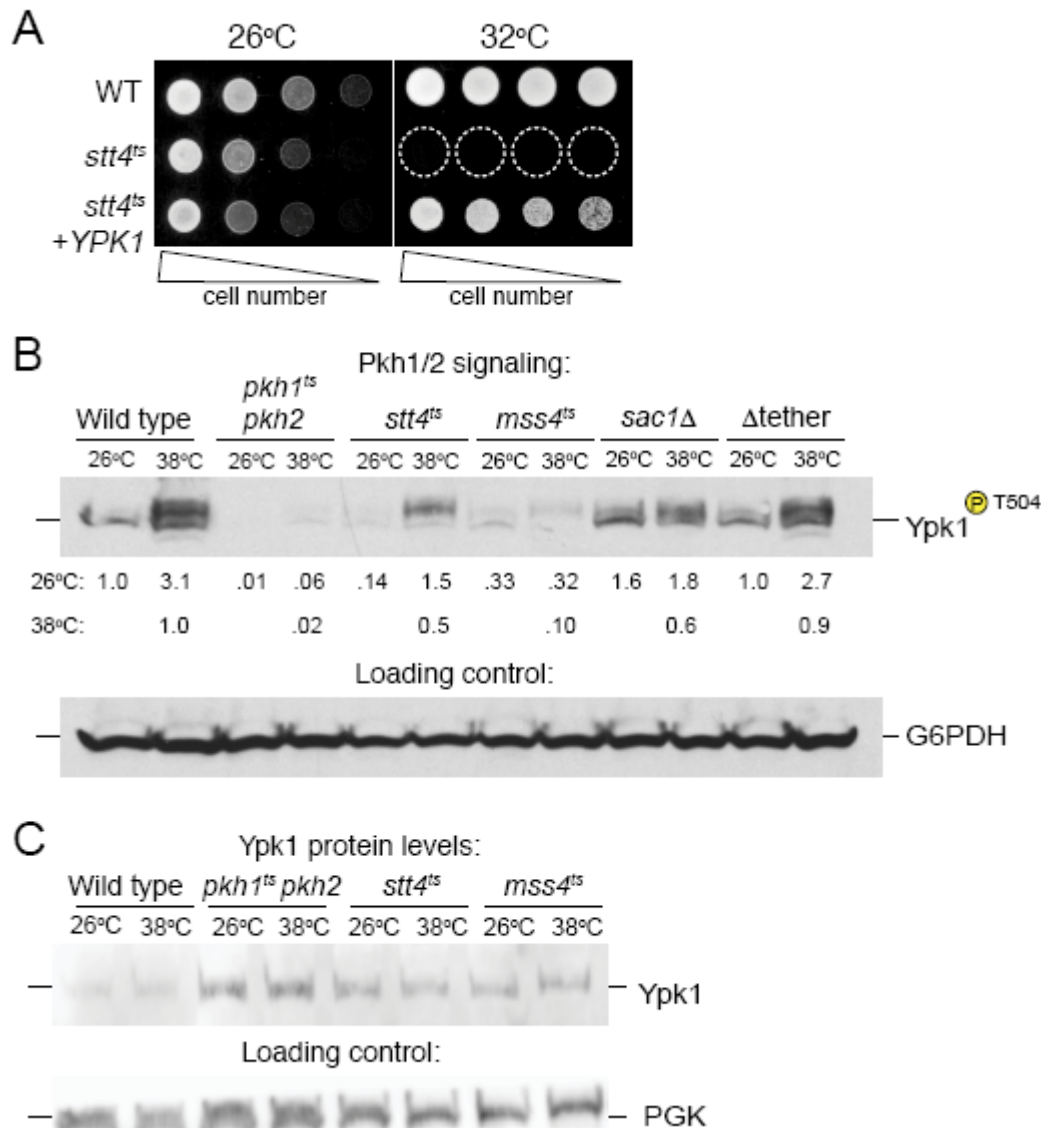 A
26°C 32°C
WT
stt4ts
stt4ts
+YPK1
cell number cell number
B
Pkh1/2 signaling:
Wild type pkh1ts pkh2 stt4ts mss4ts sac1Δ Δtether
26°C 38°C 26°C 38°C 26°C 38°C 26°C 38°C 26°C 38°C 26°C 38°C
Ypk1 P T504
26°C: 1.0 3.1 .01 .06 .14 1.5 .33 .32 1.6 1.8 1.0 2.7
38°C: 1.0 .02 0.5 .10 0.6 0.9
Loading control:
G6PDH
C
Ypk1 protein levels:
Wild type pkh1ts pkh2 stt4ts mss4ts
26°C 38°C 26°C 38°C 26°C 38°C 26°C 38°C
Ypk1
Loading control:
PGK